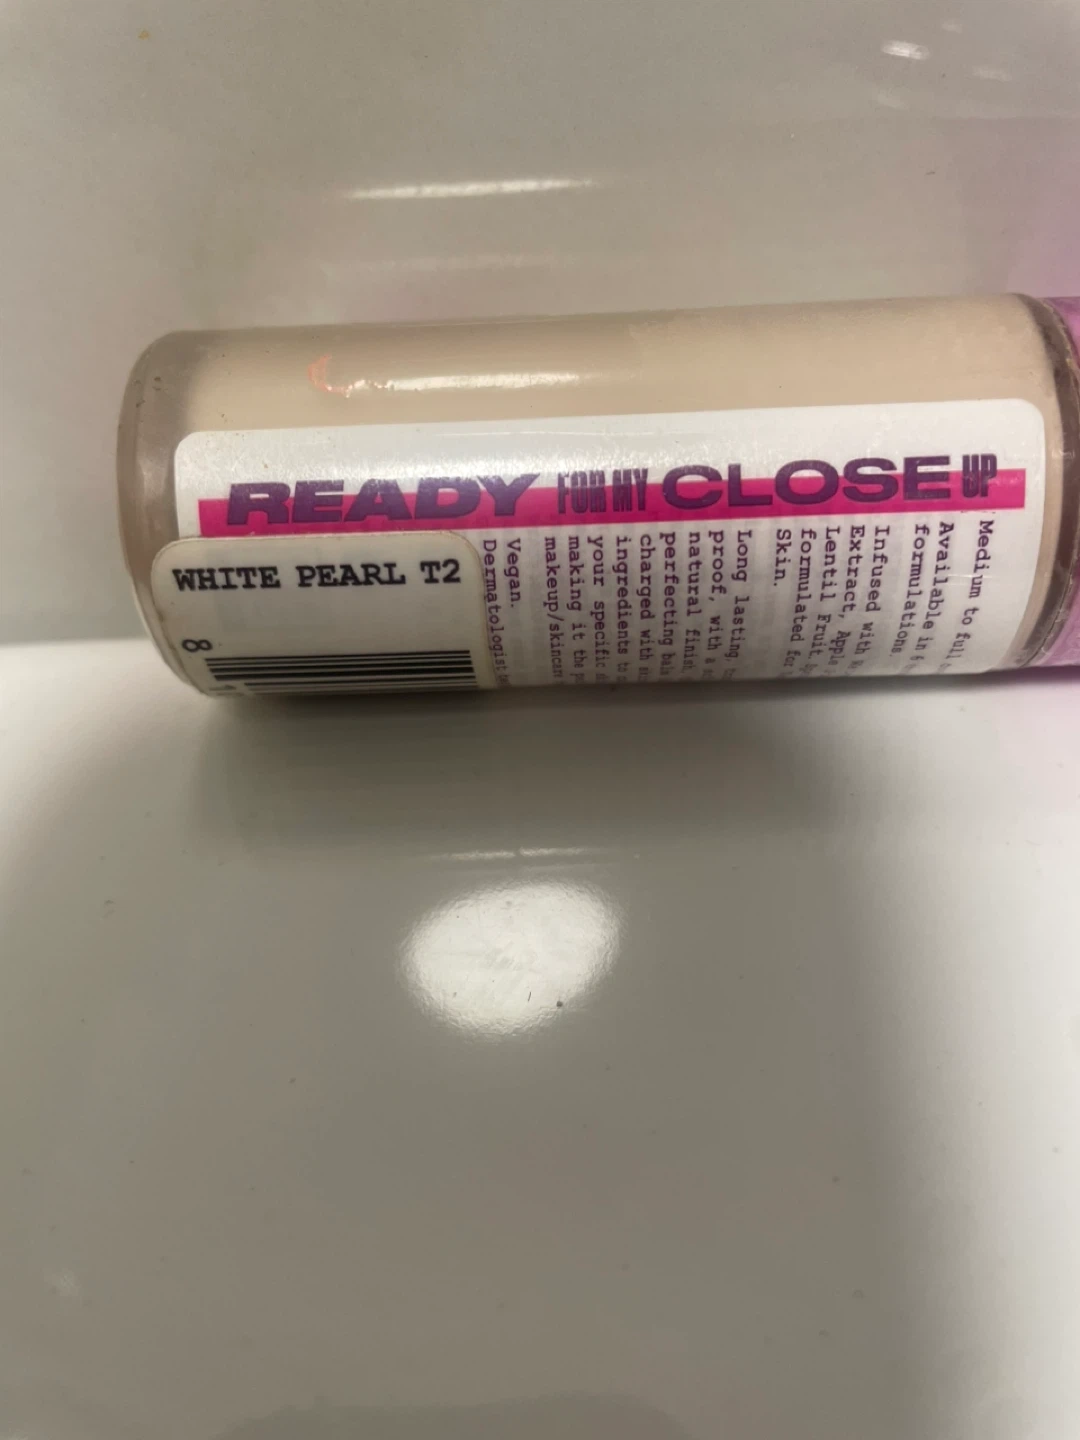 READY FOR MY CLOSE UP
Medium to full
Available in 6
formulations.
Infused with
Extract, Apple
Lentil Fruit,
formulated for
Skin.
Long lasting,
proof, with a
natural finish,
perfecting
charged with
ingredients to
your specific
making it the
makeup/skincare
Vegan.
Dermatologist
WHITE PEARL T2
8